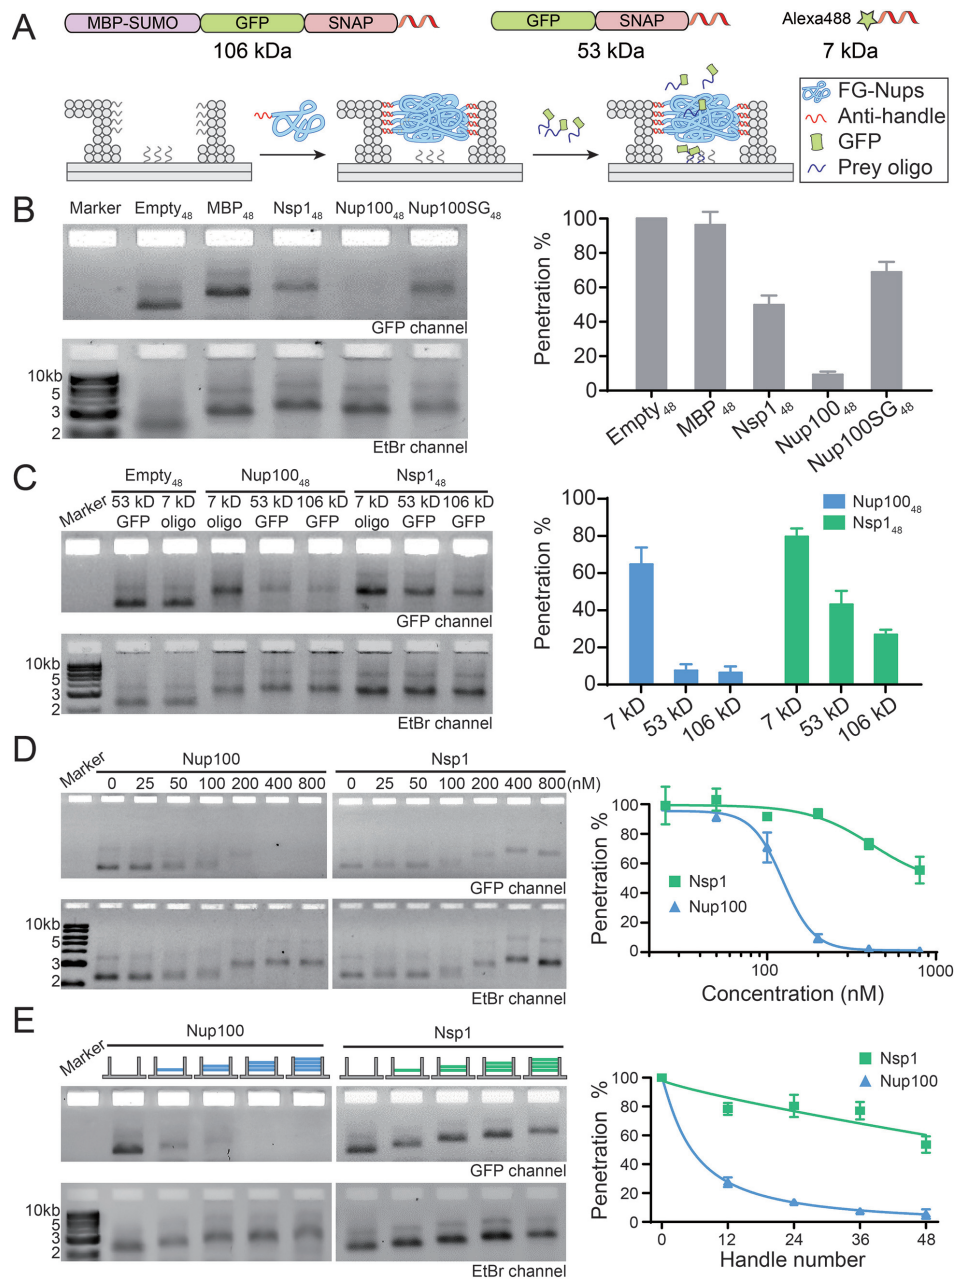 A
MBP-SUMO GFP SNAP
GFP SNAP
Alexa488
106 kDa
53 kDa
7 kDa
FG-Nups
Anti-handle
GFP
Prey oligo
B
Marker Empty48 MBP48 Nsp148 Nup10048 Nup100SG48
GFP channel
10kb
5
3
2
EtBr channel
Penetration %
100
80
60
40
20
0
Empty48
MBP48
Nsp148
Nup10048
Nup100SG48
C
Marker
Empty48 Nup10048 Nsp148
53 kD 7 kD 7 kD 53 kD 106 kD 7 kD 53 kD 106 kD
GFP oligo oligo GFP GFP oligo GFP GFP
GFP channel
10kb
5
3
2
EtBr channel
Penetration %
100
80
60
40
20
0
Nup10048
Nsp148
7 kD
53 kD
106 kD
7 kD
53 kD
106 kD
D
Marker
Nup100 Nsp1
0 25 50 100 200 400 800 0 25 50 100 200 400 800(nM)
GFP channel
10kb
5
3
2
EtBr channel
Penetration %
100
80
60
40
20
0
Nsp1
Nup100
100 1000
Concentration (nM)
E
Marker
Nup100 Nsp1
GFP channel
10kb
5
3
2
EtBr channel
Nsp1
Nup100
Penetration %
100
80
60
40
20
0
0 12 24 36 48
Handle number